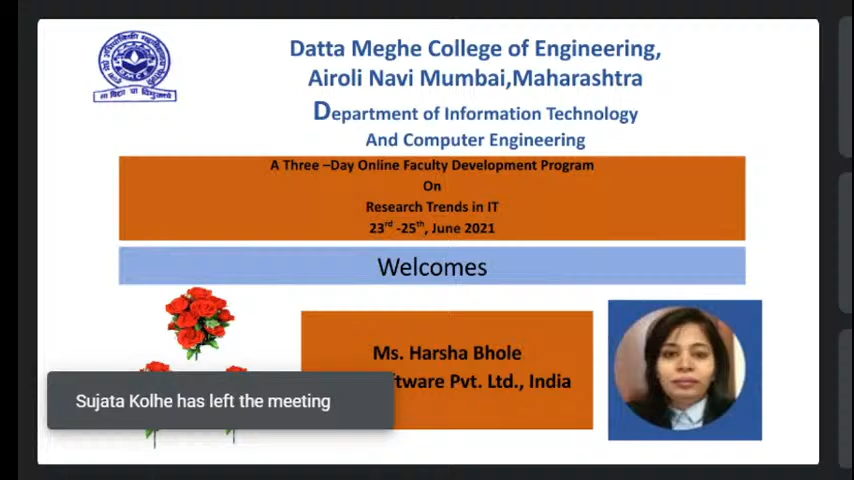 Datta Meghe College of Engineering,
Airoli Navi Mumbai,Maharashtra
Department of Information Technology
And Computer Engineering
A Three –Day Online Faculty Development Program
On
Research Trends in IT
23rd -25th, June 2021
Welcomes
Ms. Harsha Bhole
ftware Pvt. Ltd., India
Sujata Kolhe has left the meeting